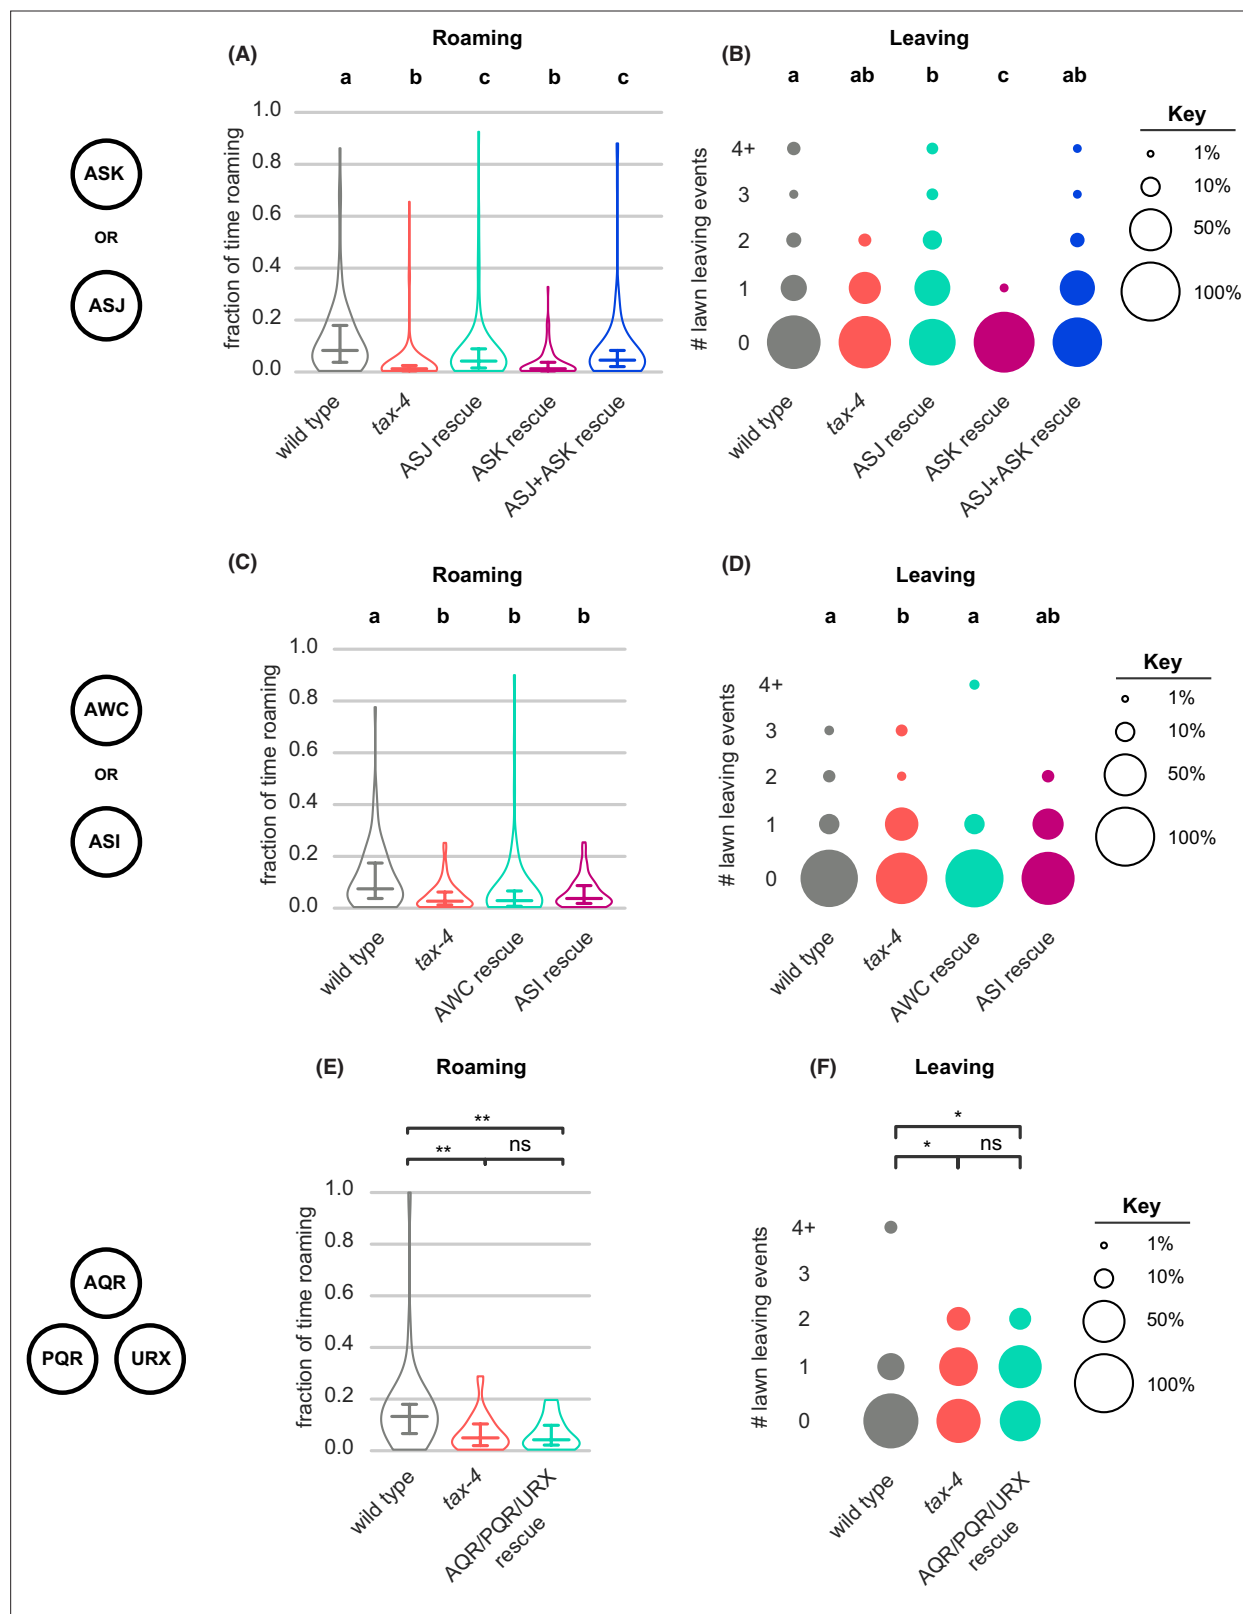 (A)
Roaming
a b c b c
fraction of time roaming
1.0
0.8
0.6
0.4
0.2
0.0
wild type
tax-4
ASJ rescue
ASK rescue
ASJ+ASK rescue
ASK
OR
ASJ
(B)
Leaving
a ab b c ab
# lawn leaving events
4+
3
2
1
0
wild type
tax-4
ASJ rescue
ASK rescue
ASJ+ASK rescue
Key
1%
10%
50%
100%
(C)
Roaming
a b b b
fraction of time roaming
1.0
0.8
0.6
0.4
0.2
0.0
wild type
tax-4
AWC rescue
ASI rescue
AWC
OR
ASI
(D)
Leaving
a b a ab
# lawn leaving events
4+
3
2
1
0
wild type
tax-4
AWC rescue
ASI rescue
Key
1%
10%
50%
100%
(E)
Roaming
**
** ns
fraction of time roaming
1.0
0.8
0.6
0.4
0.2
0.0
wild type
tax-4
AQR/PQR/URX
rescue
AQR
PQR URX
(F)
Leaving
*
* ns
# lawn leaving events
4+
3
2
1
0
wild type
tax-4
AQR/PQR/URX
rescue
Key
1%
10%
50%
100%